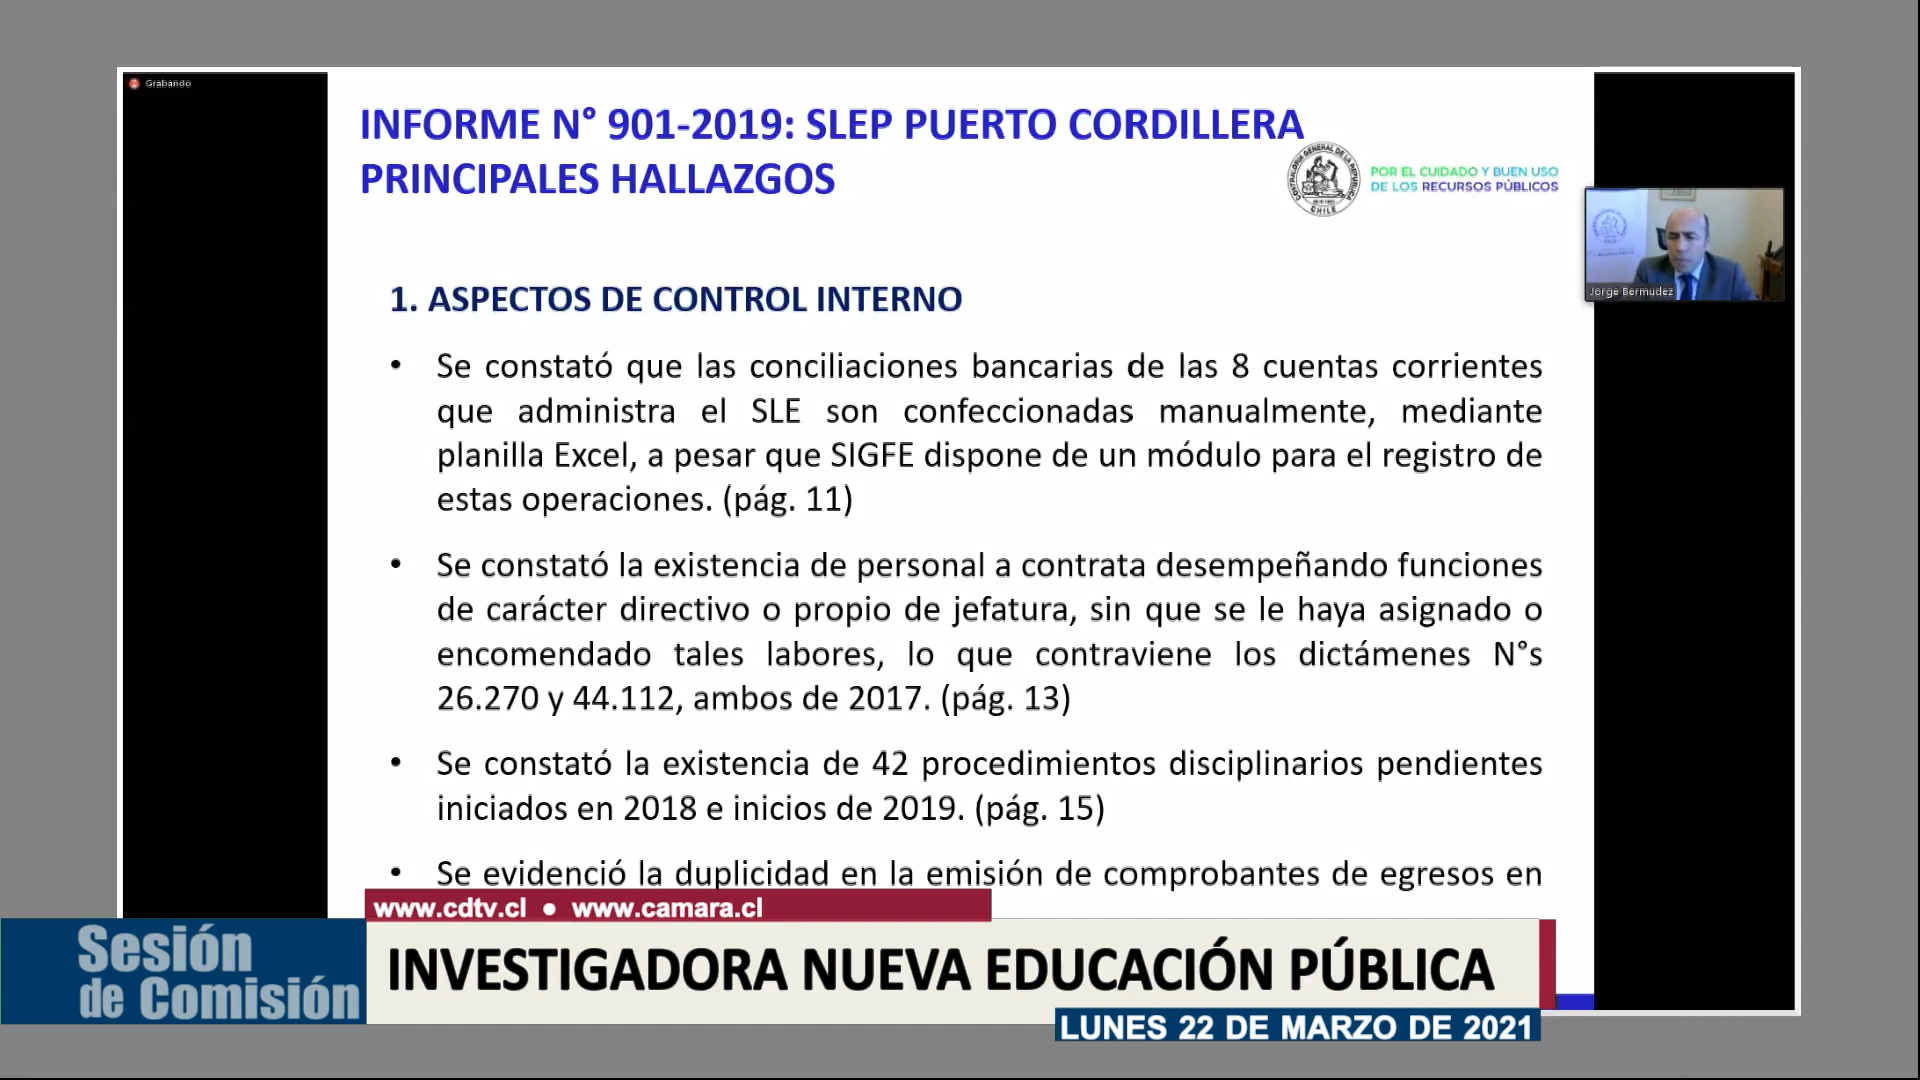 Grabando
INFORME N° 901-2019: SLEP PUERTO CORDILLERA
PRINCIPALES HALLAZGOS
CONTRALORÍA GENERAL DE LA REPÚBLICA
CHILE
POR EL CUIDADO Y BUEN USO
DE LOS RECURSOS PÚBLICOS
Jorge Bermudez
1. ASPECTOS DE CONTROL INTERNO
• Se constató que las conciliaciones bancarias de las 8 cuentas corrientes
que administra el SLE son confeccionadas manualmente, mediante
planilla Excel, a pesar que SIGFE dispone de un módulo para el registro de
estas operaciones. (pág. 11)
• Se constató la existencia de personal a contrata desempeñando funciones
de carácter directivo o propio de jefatura, sin que se le haya asignado o
encomendado tales labores, lo que contraviene los dictámenes N°s
26.270 y 44.112, ambos de 2017. (pág. 13)
• Se constató la existencia de 42 procedimientos disciplinarios pendientes
iniciados en 2018 e inicios de 2019. (pág. 15)
• Se evidenció la duplicidad en la emisión de comprobantes de egresos en
www.cdtv.cl ● www.camara.cl
Sesión
de Comisión
INVESTIGADORA NUEVA EDUCACIÓN PÚBLICA
LUNES 22 DE MARZO DE 2021